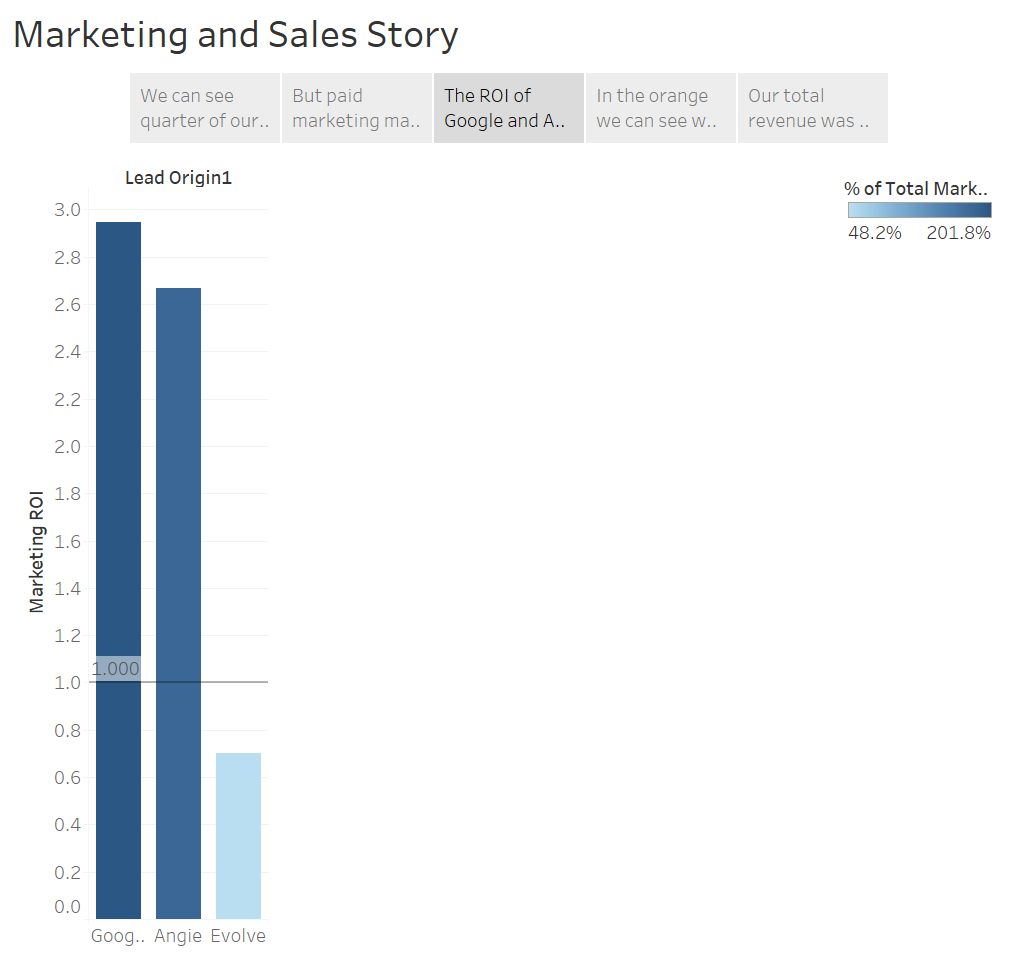 Marketing and Sales Story
We can see
quarter of our..
But paid
marketing ma..
The ROI of
Google and A..
In the orange
we can see w..
Our total
revenue was ..
Lead Origin1
% of Total Mark..
48.2% 201.8%
3.0
2.8
2.6
2.4
2.2
2.0
1.8
1.6
1.4
1.2
1.000
1.0
0.8
0.6
0.4
0.2
0.0
Marketing ROI
Goog.. Angie Evolve